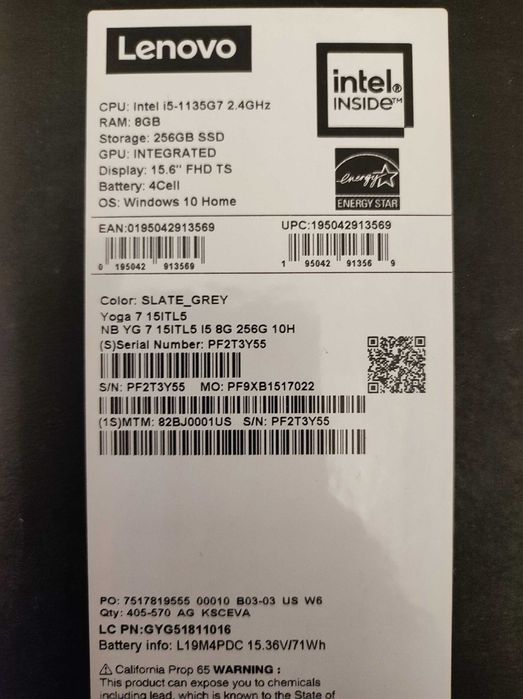 Lenovo
intel®
INSIDE™
CPU: Intel i5-1135G7 2.4GHz
RAM: 8GB
Storage: 256GB SSD
GPU: INTEGRATED
Display: 15.6" FHD TS
Battery: 4Cell
OS: Windows 10 Home
energy
ENERGY STAR
EAN:0195042913569
UPC:195042913569
0 195042 913569
1 95042 91356 9
Color: SLATE_GREY
Yoga 7 15ITL5
NB YG 7 15ITL5 I5 8G 256G 10H
(S)Serial Number: PF2T3Y55
S/N: PF2T3Y55 MO: PF9XB1517022
(1S)MTM: 82BJ0001US S/N: PF2T3Y55
PO: 7517819555 00010 B03-03 US W6
Qty: 405-570 AG KSCEVA
LC PN:GYG51811016
Battery info: L19M4PDC 15.36V/71Wh
⚠ California Prop 65 WARNING :
This product can expose you to chemicals
including lead, which is known to the State of